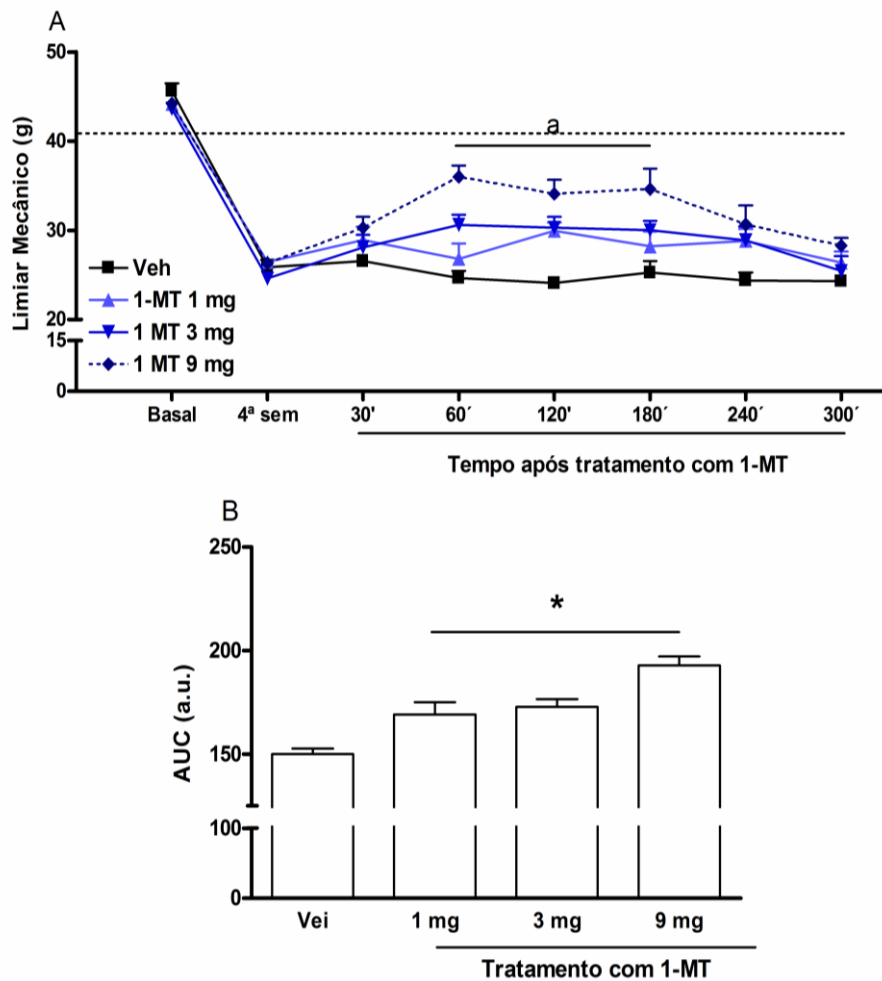 A
50
40
30
20
15
0
Limiar Mecânico (g)
a
Veh
1-MT 1 mg
1 MT 3 mg
1 MT 9 mg
Basal 4ª sem 30' 60´ 120' 180´ 240´ 300´
Tempo após tratamento com 1-MT
B
250
200
150
100
0
AUC (a.u.)
*
Vei 1 mg 3 mg 9 mg
Tratamento com 1-MT